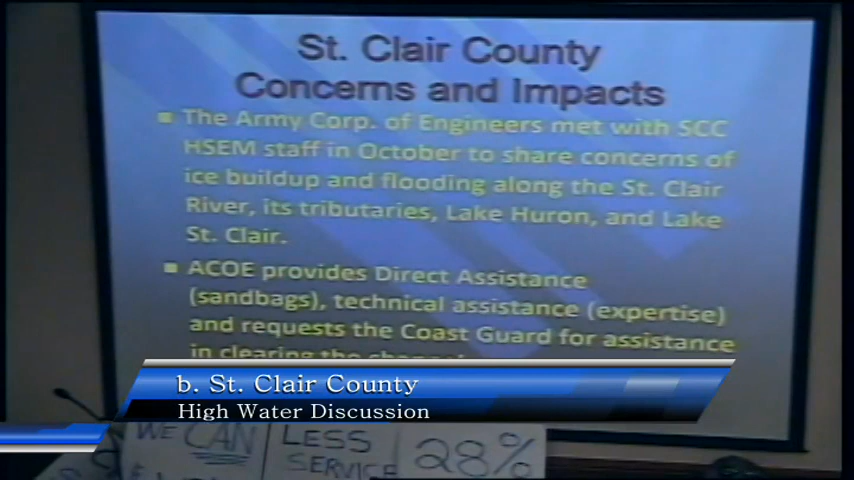 St. Clair County
Concerns and Impacts
The Army Corp. of Engineers met with SCC
HSEM staff in October to share concerns of
ice buildup and flooding along the St. Clair
River, its tributaries, Lake Huron, and Lake
St. Clair.
ACOE provides Direct Assistance
(sandbags), technical assistance (expertise)
and requests the Coast Guard for assistance
in clearing the
b. St. Clair County
High Water Discussion
WE CAN
LESS
SERVICE
28%